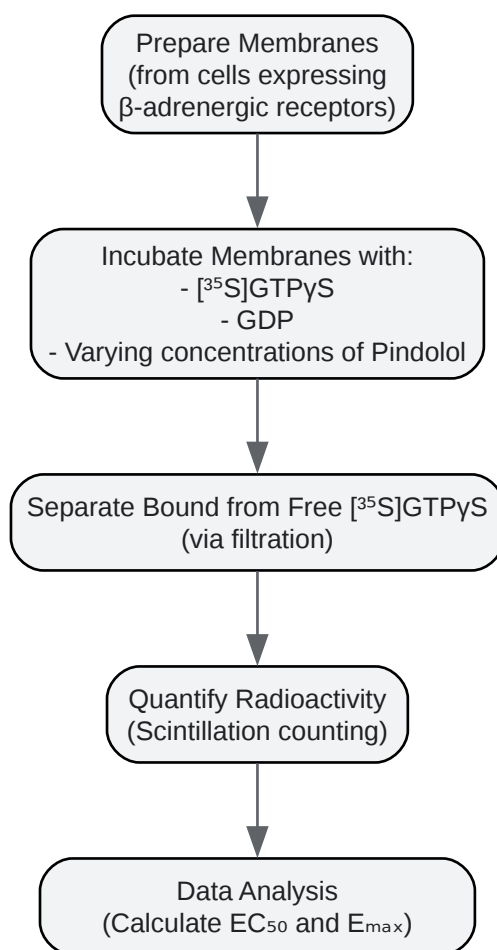 Prepare Membranes
(from cells expressing
β-adrenergic receptors)
Incubate Membranes with:
- [³⁵S]GTPγS
- GDP
- Varying concentrations of Pindolol
Separate Bound from Free [³⁵S]GTPγS
(via filtration)
Quantify Radioactivity
(Scintillation counting)
Data Analysis
(Calculate EC₅₀ and Eₘₐₓ)